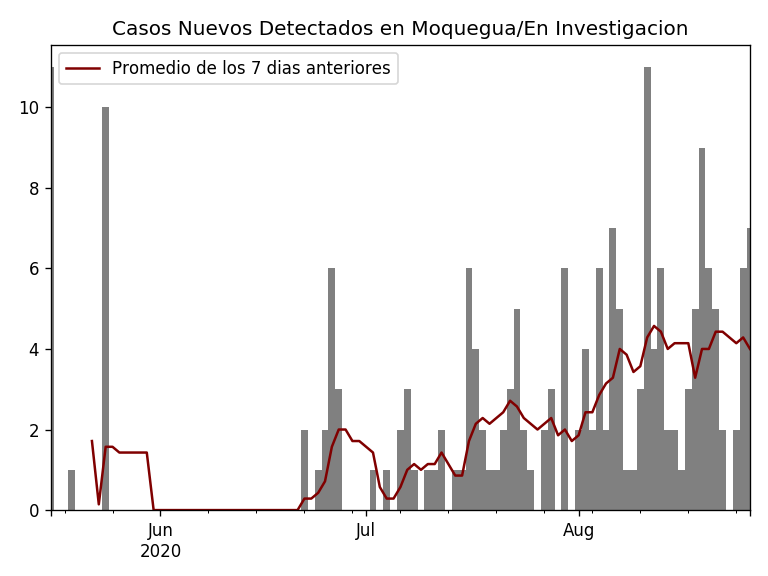 Casos Nuevos Detectados en Moquegua/En Investigacion
Promedio de los 7 dias anteriores
10
8
6
4
2
0
Jun
2020
Jul
Aug